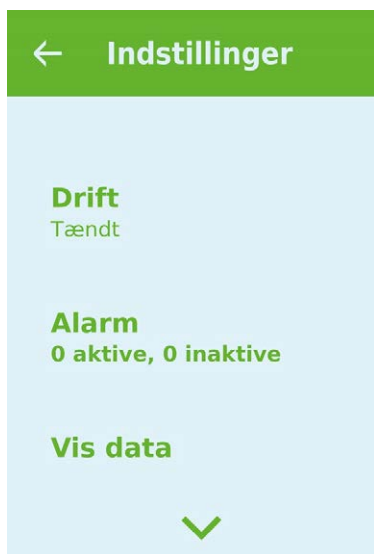 Indstillinger
Drift
Tændt
Alarm
0 aktive, 0 inaktive
Vis data